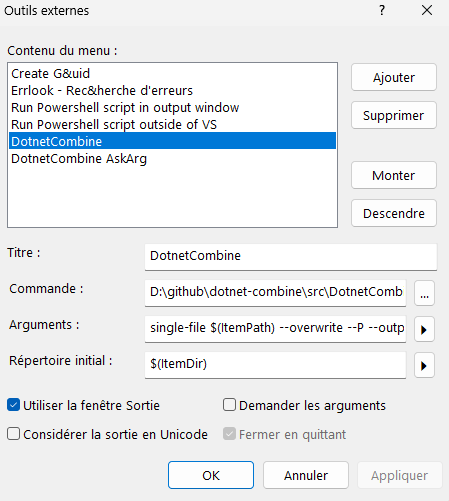 Outils externes
?
Contenu du menu :
Create G&uid
Errlook - Rec&herche d'erreurs
Run Powershell script in output window
Run Powershell script outside of VS
DotnetCombine
DotnetCombine AskArg
Ajouter
Supprimer
Monter
Descendre
Titre :
DotnetCombine
Commande :
D:\github\dotnet-combine\src\DotnetComb
...
Arguments :
single-file $(ItemPath) --overwrite --P --outp
Répertoire initial :
$(ItemDir)
Utiliser la fenêtre Sortie
Demander les arguments
Considérer la sortie en Unicode
Fermer en quittant
OK
Annuler
Appliquer